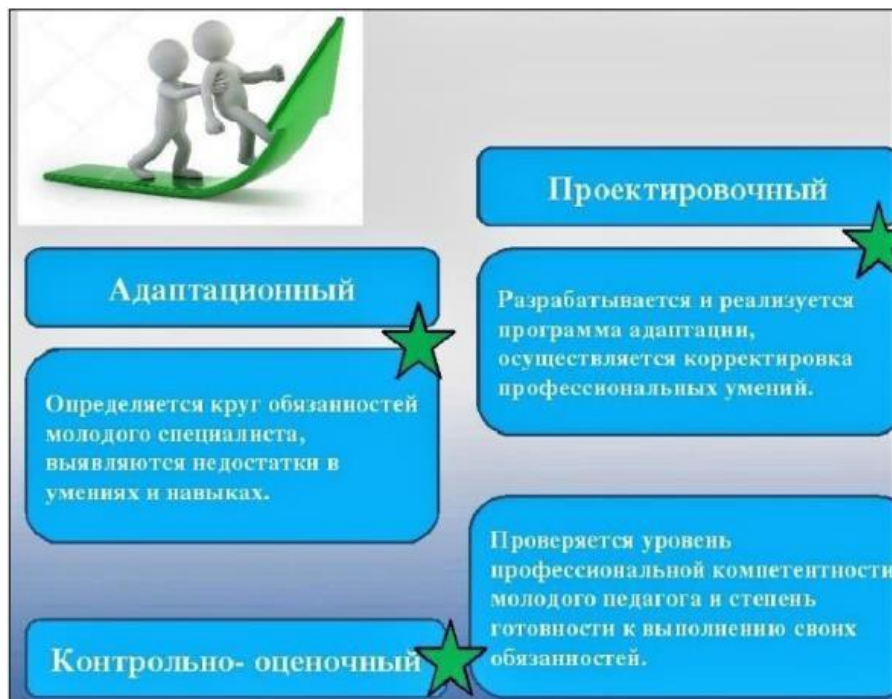 Адаптационный
Определяется круг обязанностей
молодого специалиста,
выявляются недостатки в
умениях и навыках.
Проектировочный
Разрабатывается и реализуется
программа адаптации,
осуществляется корректировка
профессиональных умений.
Контрольно- оценочный
Проверяется уровень
профессиональной компетентности
молодого педагога и степень
готовности к выполнению своих
обязанностей.